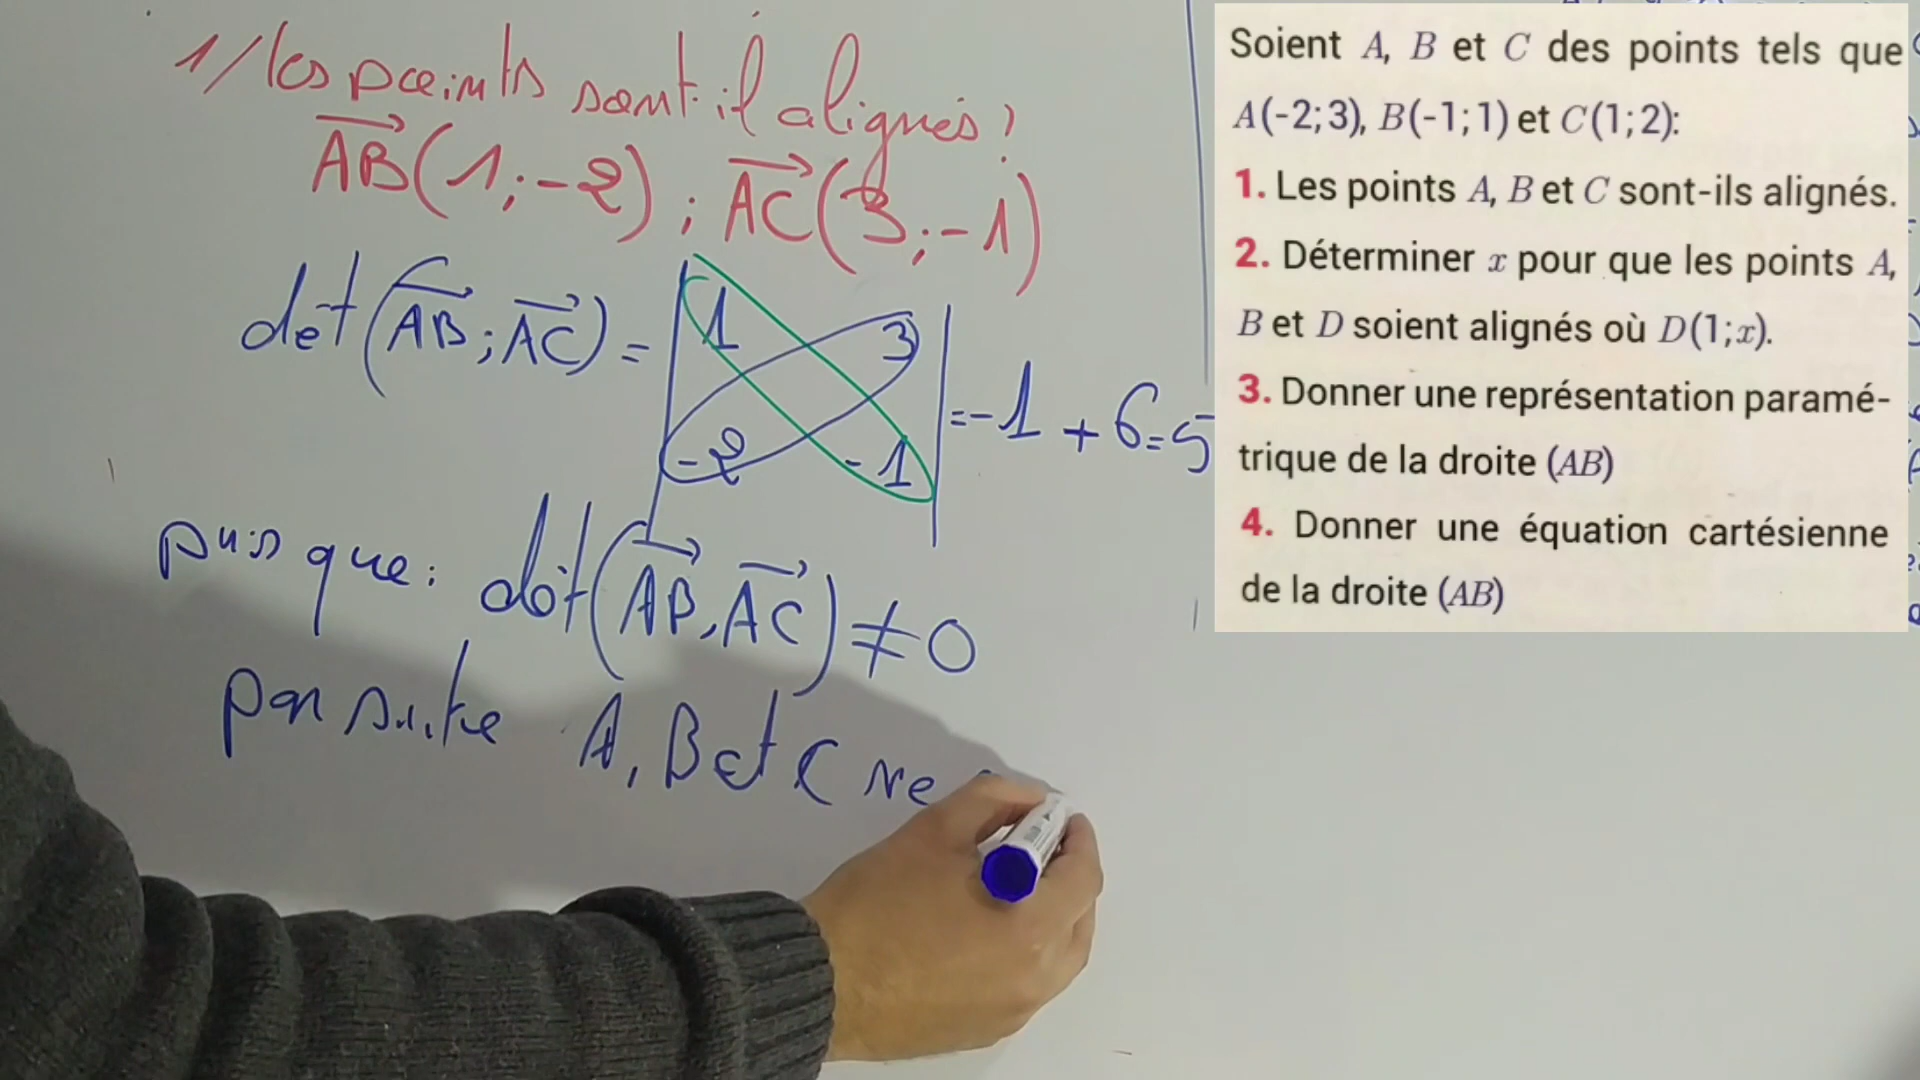 1/ les points sont-il alignés?
AB(1;-2) ; AC(3;-1)
det(AB;AC) = |1 3
-2 -1| = -1 + 6 = 5
puis que: det(AB,AC) ≠ 0
par suite A, B et C ne
Soient A, B et C des points tels que
A(-2;3), B(-1;1) et C(1;2):
1. Les points A, B et C sont-ils alignés.
2. Déterminer x pour que les points A,
B et D soient alignés où D(1;x).
3. Donner une représentation paramé-
trique de la droite (AB)
4. Donner une équation cartésienne
de la droite (AB)